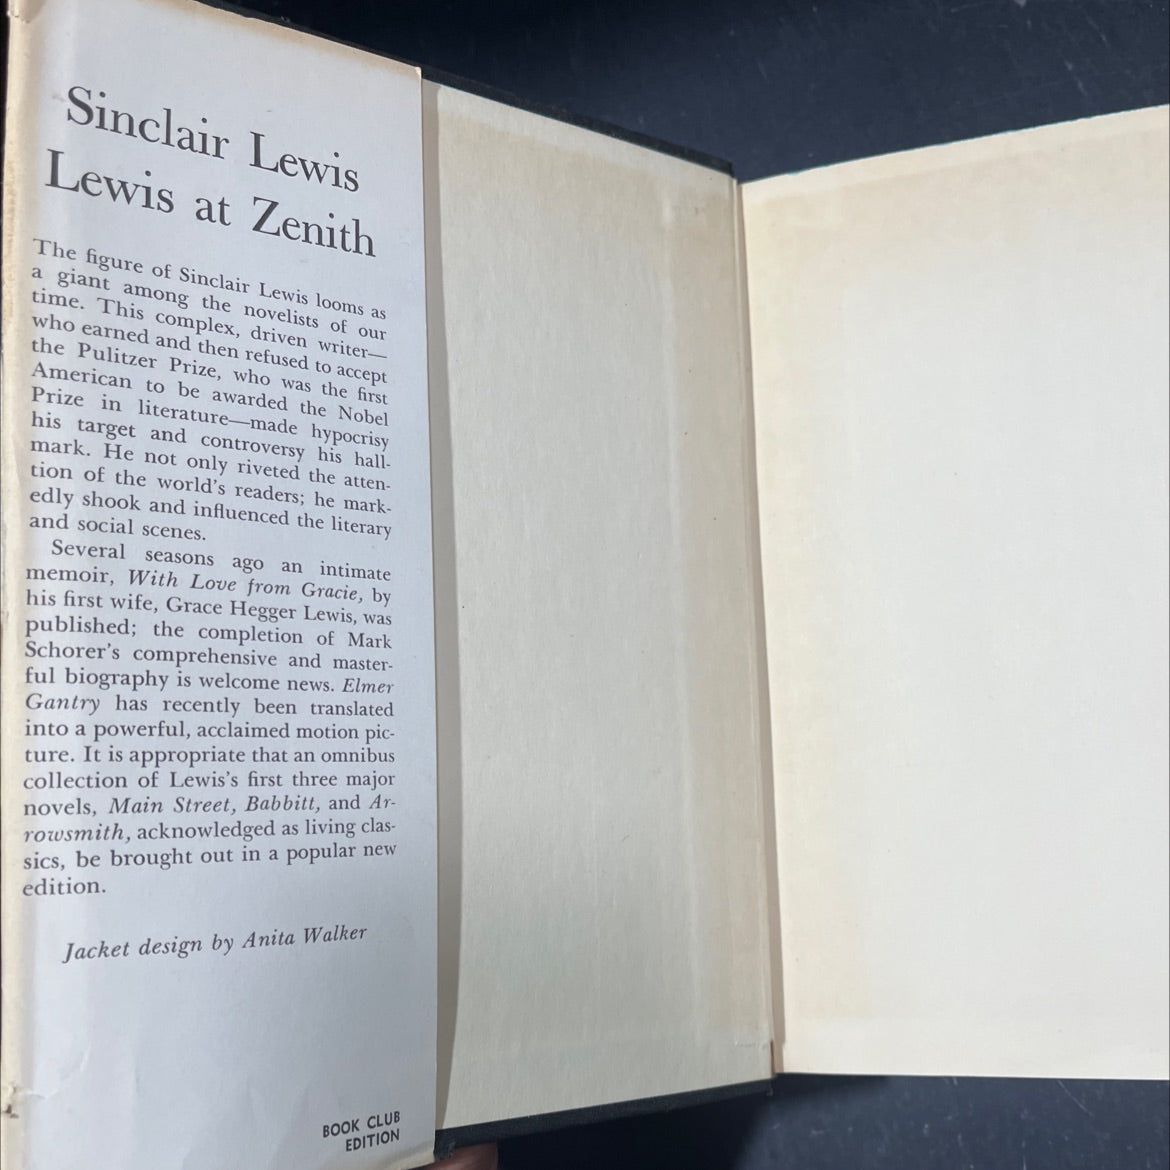 Sinclair Lewis
Lewis at Zenith
The figure of Sinclair Lewis looms as
a giant among the novelists of our
time. This complex, driven writer—
who earned and then refused to accept
the Pulitzer Prize, who was the first
American to be awarded the Nobel
Prize in literature—made hypocrisy
his target and controversy his hall-
mark. He not only riveted the atten-
tion of the world's readers; he mark-
edly shook and influenced the literary
and social scenes.
Several seasons ago an intimate
memoir, With Love from Gracie, by
his first wife, Grace Hegger Lewis, was
published; the completion of Mark
Schorer's comprehensive and master-
ful biography is welcome news. Elmer
Gantry has recently been translated
into a powerful, acclaimed motion pic-
ture. It is appropriate that an omnibus
collection of Lewis's first three major
novels, Main Street, Babbitt, and Ar-
rowsmith, acknowledged as living clas-
sics, be brought out in a popular new
edition.
Jacket design by Anita Walker
BOOK CLUB
EDITION